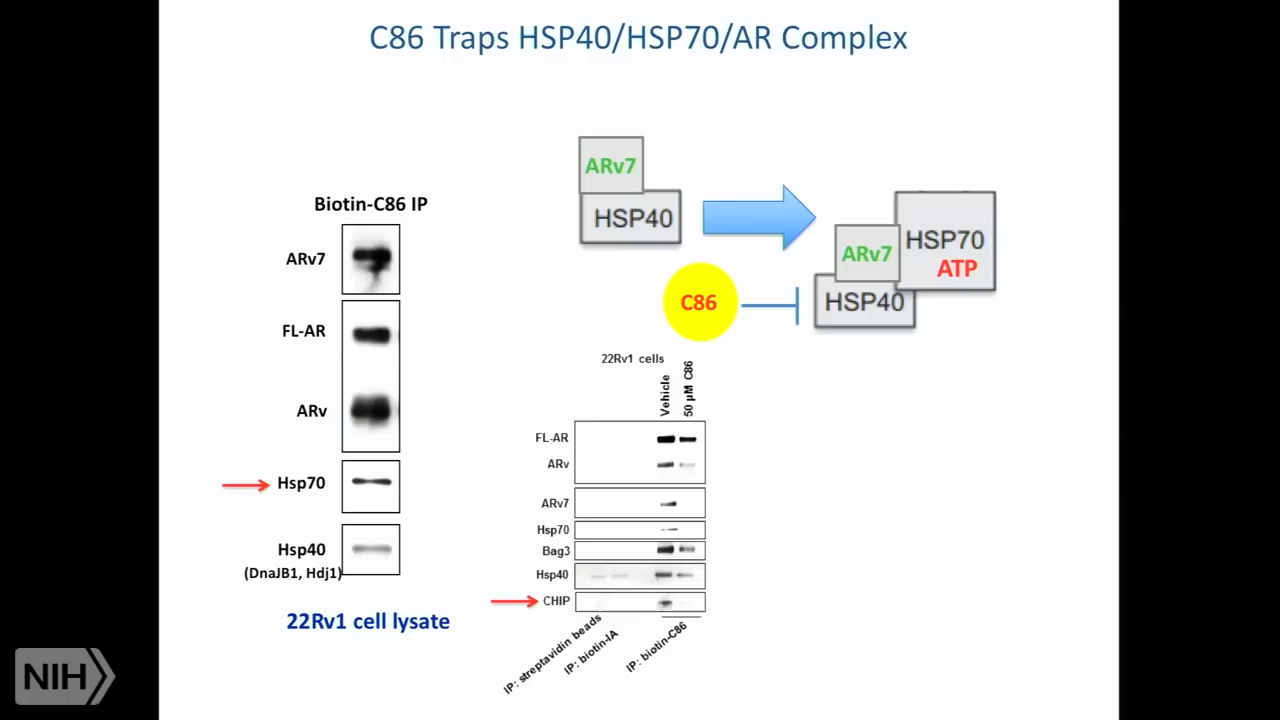 C86 Traps HSP40/HSP70/AR Complex
Biotin-C86 IP
ARv7
FL-AR
ARv
Hsp70
Hsp40
(DnaJB1, Hdj1)
22Rv1 cell lysate
ARv7
HSP40
C86
HSP70
ATP
ARv7
HSP40
22Rv1 cells
Vehicle
50 µM C86
FL-AR
ARv
ARv7
Hsp70
Bag3
Hsp40
CHIP
IP: streptavidin beads
IP: biotin-IA
IP: biotin-C86
NIH